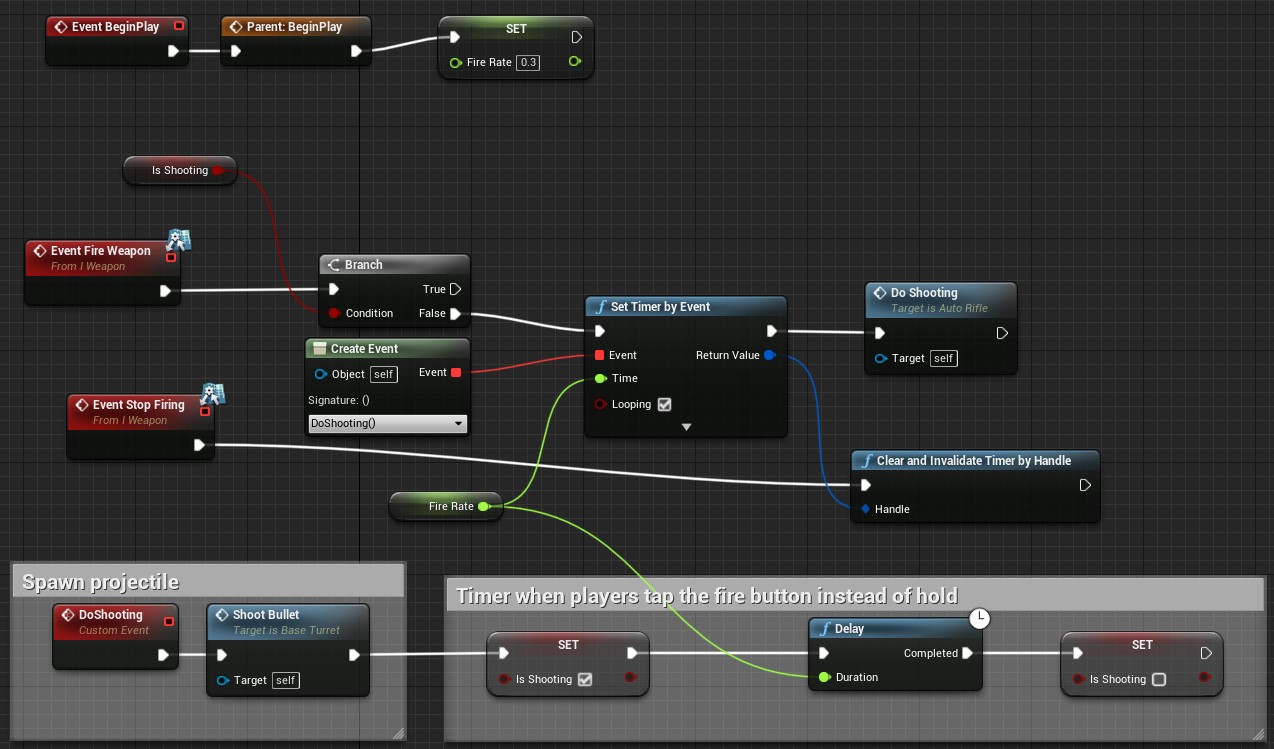 Event BeginPlay
Parent: BeginPlay
SET
Fire Rate 0.3
Is Shooting
Event Fire Weapon
From I Weapon
Branch
True
Condition
False
Create Event
Object self
Event
Signature: ()
DoShooting()
Set Timer by Event
Event
Return Value
Time
Looping
Do Shooting
Target is Auto Rifle
Target self
Event Stop Firing
From I Weapon
Clear and Invalidate Timer by Handle
Handle
Fire Rate
Spawn projectile
DoShooting
Custom Event
Shoot Bullet
Target is Base Turret
Target self
Timer when players tap the fire button instead of hold
SET
Is Shooting
Delay
Completed
Duration
SET
Is Shooting